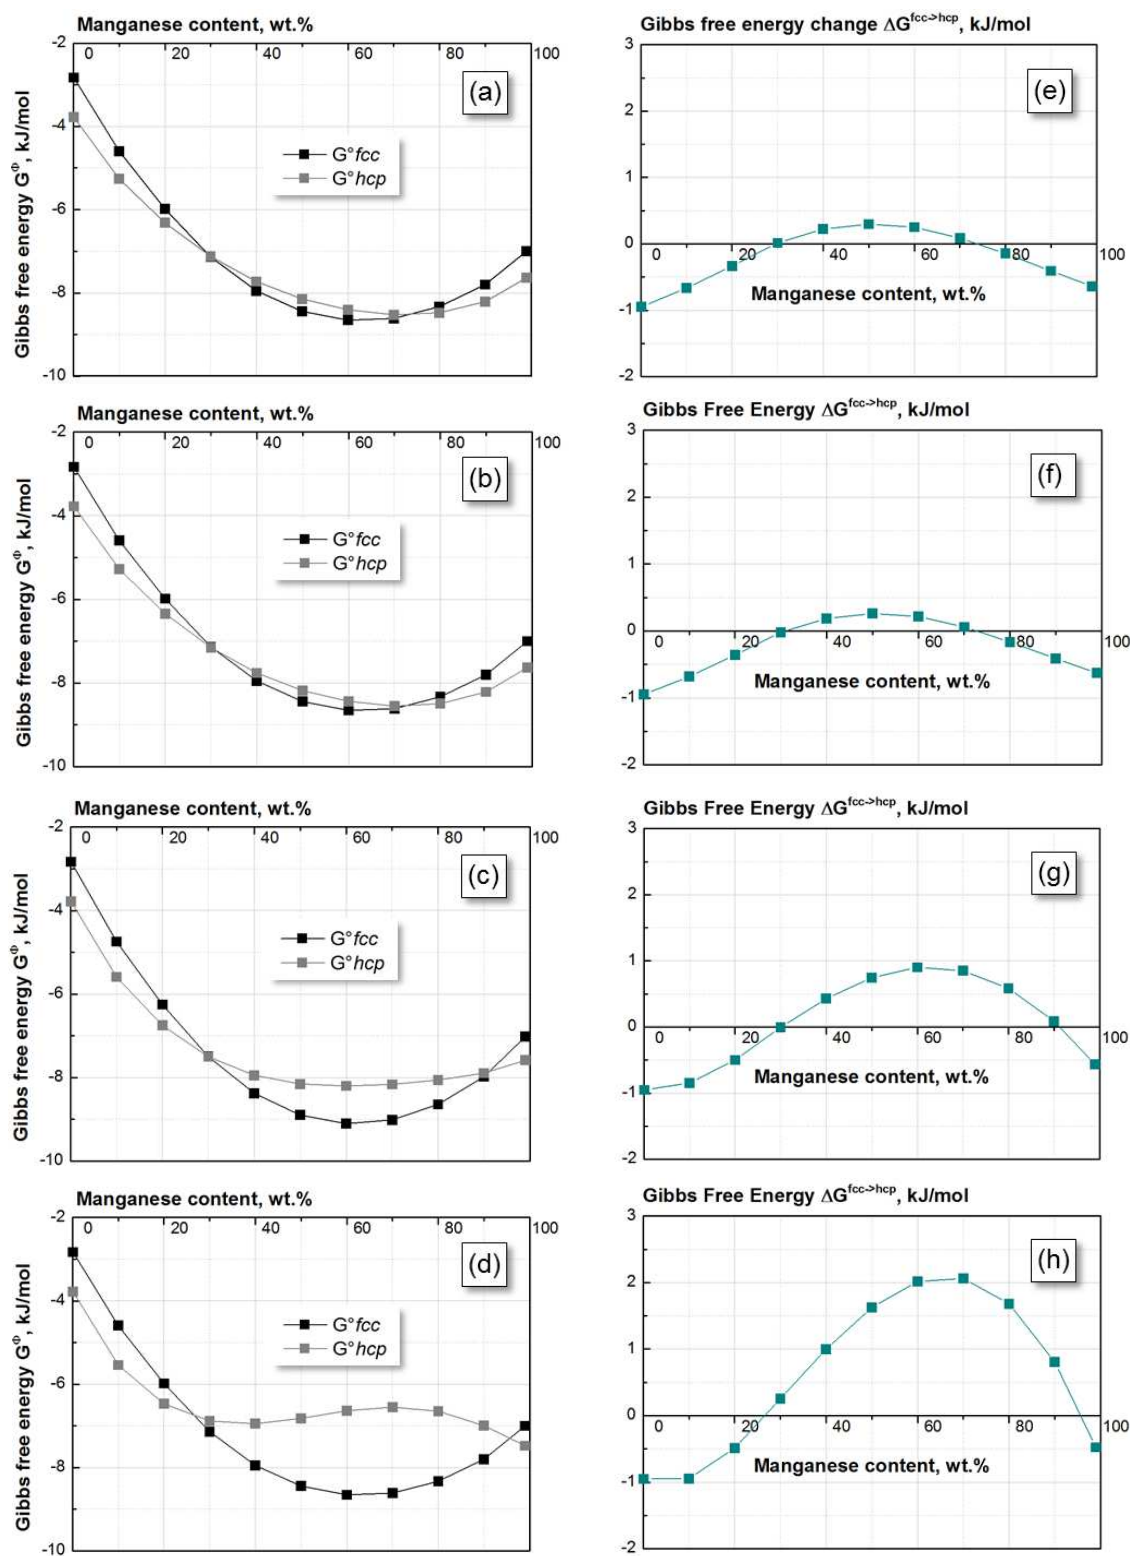 Manganese content, wt.%
0 20 40 60 80 100
-2
-4
-6
-8
-10
Gibbs free energy G^Φ, kJ/mol
(a)
G°fcc
G°hcp
Gibbs free energy change ΔG^fcc->hcp, kJ/mol
3
2
1
0
-1
-2
(e)
20 40 60 80 100
Manganese content, wt.%
Manganese content, wt.%
0 20 40 60 80 100
-2
-4
-6
-8
-10
Gibbs free energy G^Φ, kJ/mol
(b)
G°fcc
G°hcp
Gibbs Free Energy ΔG^fcc->hcp, kJ/mol
3
2
1
0
-1
-2
(f)
0 20 40 60 80 100
Manganese content, wt.%
Manganese content, wt.%
0 20 40 60 80 100
-2
-4
-6
-8
-10
Gibbs free energy G^Φ, kJ/mol
(c)
G°fcc
G°hcp
Gibbs Free Energy ΔG^fcc->hcp, kJ/mol
3
2
1
0
-1
-2
(g)
0 20 40 60 80 100
Manganese content, wt.%
Manganese content, wt.%
0 20 40 60 80 100
-2
-4
-6
-8
-10
Gibbs free energy G^Φ, kJ/mol
(d)
G°fcc
G°hcp
Gibbs Free Energy ΔG^fcc->hcp, kJ/mol
3
2
1
0
-1
-2
(h)
0 20 40 60 80 100
Manganese content, wt.%